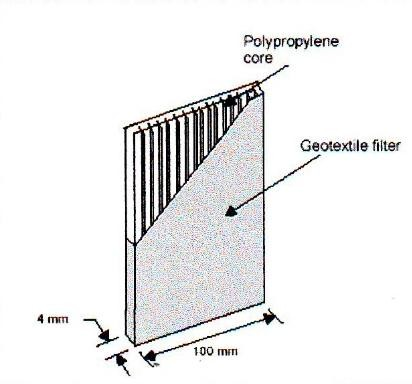 Polypropylene
core
Geotextile filter
4 mm
100 mm